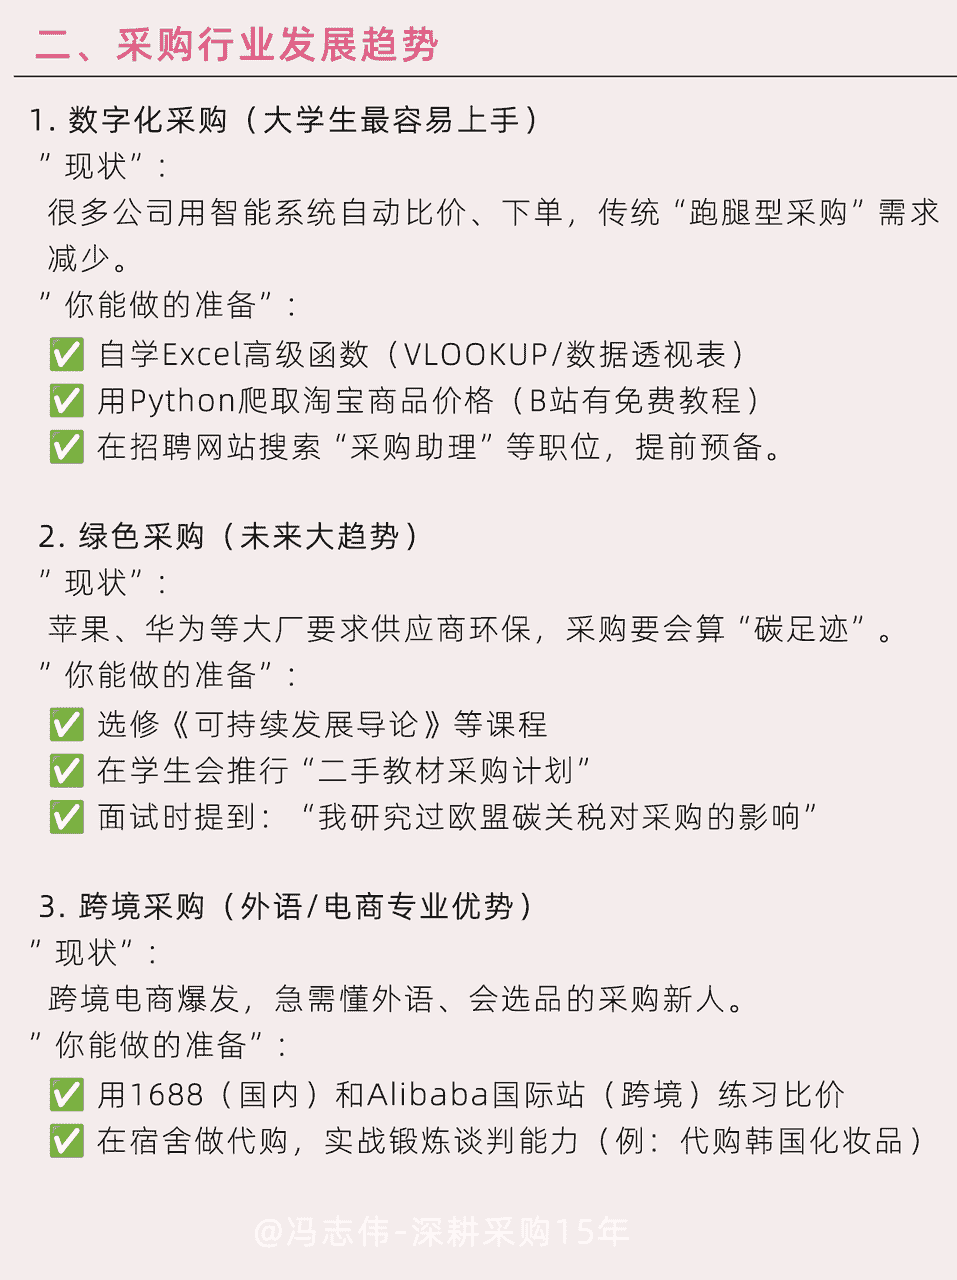 二、采购行业发展趋势
1. 数字化采购（大学生最容易上手）
”现状”：
很多公司用智能系统自动比价、下单，传统“跑腿型采购”需求
减少。
”你能做的准备”：
✅ 自学Excel高级函数（VLOOKUP/数据透视表）
✅ 用Python爬取淘宝商品价格（B站有免费教程）
✅ 在招聘网站搜索“采购助理”等职位，提前预备。
2. 绿色采购（未来大趋势）
”现状”：
苹果、华为等大厂要求供应商环保，采购要会算“碳足迹”。
”你能做的准备”：
✅ 选修《可持续发展导论》等课程
✅ 在学生会推行“二手教材采购计划”
✅ 面试时提到：“我研究过欧盟碳关税对采购的影响”
3. 跨境采购（外语/电商专业优势）
”现状”：
跨境电商爆发，急需懂外语、会选品的采购新人。
”你能做的准备”：
✅ 用1688（国内）和Alibaba国际站（跨境）练习比价
✅ 在宿舍做代购，实战锻炼谈判能力（例：代购韩国化妆品）
@冯志伟-深耕采购15年